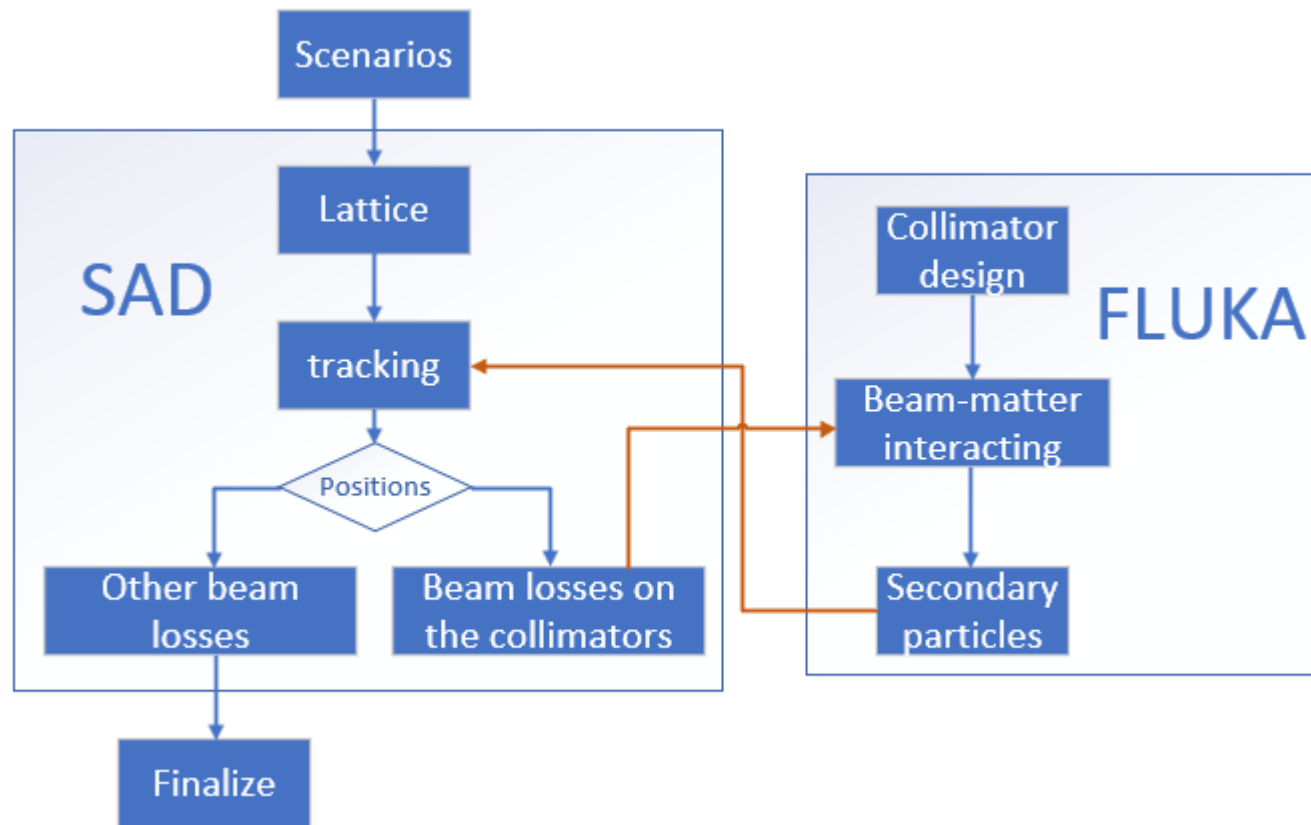 Scenarios
SAD
Lattice
tracking
Positions
Other beam
losses
Beam losses on
the collimators
Finalize
FLUKA
Collimator
design
Beam-matter
interacting
Secondary
particles